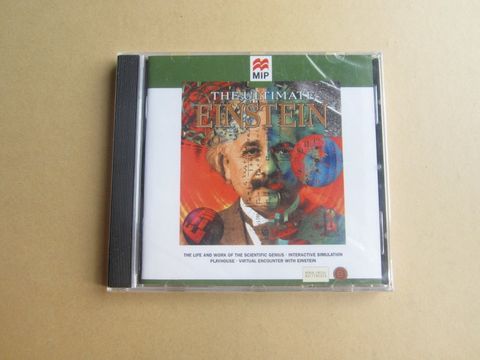 MIP
THE ULTIMATE
EINSTEIN
THE LIFE AND WORK OF THE SCIENTIFIC GENIUS · INTERACTIVE SIMULATION
PLAYHOUSE · VIRTUAL ENCOUNTER WITH EINSTEIN